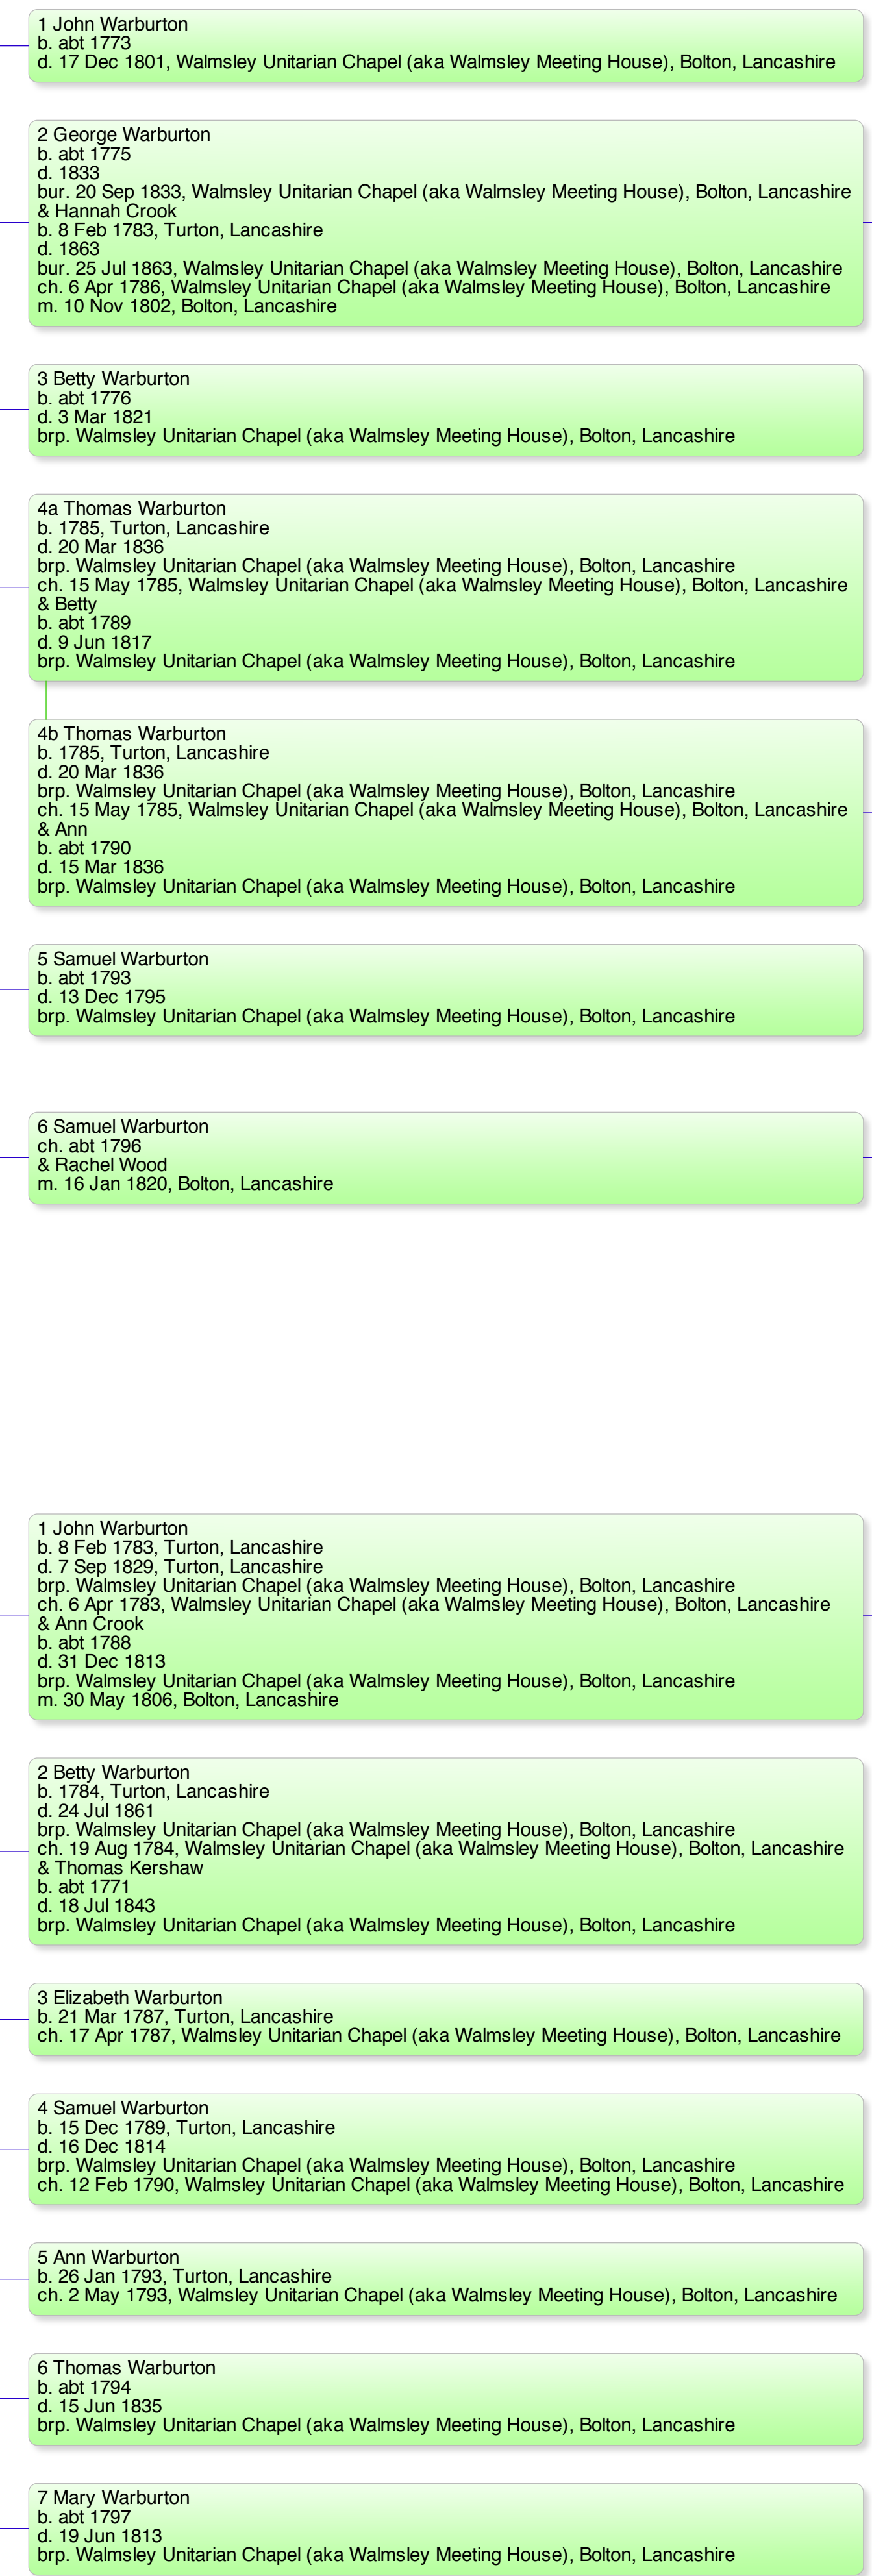 1 John Warburton
b. abt 1773
d. 17 Dec 1801, Walmsley Unitarian Chapel (aka Walmsley Meeting House), Bolton, Lancashire
2 George Warburton
b. abt 1775
d. 1833
bur. 20 Sep 1833, Walmsley Unitarian Chapel (aka Walmsley Meeting House), Bolton, Lancashire
& Hannah Crook
b. 8 Feb 1783, Turton, Lancashire
d. 1863
bur. 25 Jul 1863, Walmsley Unitarian Chapel (aka Walmsley Meeting House), Bolton, Lancashire
ch. 6 Apr 1786, Walmsley Unitarian Chapel (aka Walmsley Meeting House), Bolton, Lancashire
m. 10 Nov 1802, Bolton, Lancashire
3 Betty Warburton
b. abt 1776
d. 3 Mar 1821
brp. Walmsley Unitarian Chapel (aka Walmsley Meeting House), Bolton, Lancashire
4a Thomas Warburton
b. 1785, Turton, Lancashire
d. 20 Mar 1836
brp. Walmsley Unitarian Chapel (aka Walmsley Meeting House), Bolton, Lancashire
ch. 15 May 1785, Walmsley Unitarian Chapel (aka Walmsley Meeting House), Bolton, Lancashire
& Betty
b. abt 1789
d. 9 Jun 1817
brp. Walmsley Unitarian Chapel (aka Walmsley Meeting House), Bolton, Lancashire
4b Thomas Warburton
b. 1785, Turton, Lancashire
d. 20 Mar 1836
brp. Walmsley Unitarian Chapel (aka Walmsley Meeting House), Bolton, Lancashire
ch. 15 May 1785, Walmsley Unitarian Chapel (aka Walmsley Meeting House), Bolton, Lancashire
& Ann
b. abt 1790
d. 15 Mar 1836
brp. Walmsley Unitarian Chapel (aka Walmsley Meeting House), Bolton, Lancashire
5 Samuel Warburton
b. abt 1793
d. 13 Dec 1795
brp. Walmsley Unitarian Chapel (aka Walmsley Meeting House), Bolton, Lancashire
6 Samuel Warburton
ch. abt 1796
& Rachel Wood
m. 16 Jan 1820, Bolton, Lancashire
1 John Warburton
b. 8 Feb 1783, Turton, Lancashire
d. 7 Sep 1829, Turton, Lancashire
brp. Walmsley Unitarian Chapel (aka Walmsley Meeting House), Bolton, Lancashire
ch. 6 Apr 1783, Walmsley Unitarian Chapel (aka Walmsley Meeting House), Bolton, Lancashire
& Ann Crook
b. abt 1788
d. 31 Dec 1813
brp. Walmsley Unitarian Chapel (aka Walmsley Meeting House), Bolton, Lancashire
m. 30 May 1806, Bolton, Lancashire
2 Betty Warburton
b. 1784, Turton, Lancashire
d. 24 Jul 1861
brp. Walmsley Unitarian Chapel (aka Walmsley Meeting House), Bolton, Lancashire
ch. 19 Aug 1784, Walmsley Unitarian Chapel (aka Walmsley Meeting House), Bolton, Lancashire
& Thomas Kershaw
b. abt 1771
d. 18 Jul 1843
brp. Walmsley Unitarian Chapel (aka Walmsley Meeting House), Bolton, Lancashire
3 Elizabeth Warburton
b. 21 Mar 1787, Turton, Lancashire
ch. 17 Apr 1787, Walmsley Unitarian Chapel (aka Walmsley Meeting House), Bolton, Lancashire
4 Samuel Warburton
b. 15 Dec 1789, Turton, Lancashire
d. 16 Dec 1814
brp. Walmsley Unitarian Chapel (aka Walmsley Meeting House), Bolton, Lancashire
ch. 12 Feb 1790, Walmsley Unitarian Chapel (aka Walmsley Meeting House), Bolton, Lancashire
5 Ann Warburton
b. 26 Jan 1793, Turton, Lancashire
ch. 2 May 1793, Walmsley Unitarian Chapel (aka Walmsley Meeting House), Bolton, Lancashire
6 Thomas Warburton
b. abt 1794
d. 15 Jun 1835
brp. Walmsley Unitarian Chapel (aka Walmsley Meeting House), Bolton, Lancashire
7 Mary Warburton
b. abt 1797
d. 19 Jun 1813
brp. Walmsley Unitarian Chapel (aka Walmsley Meeting House), Bolton, Lancashire